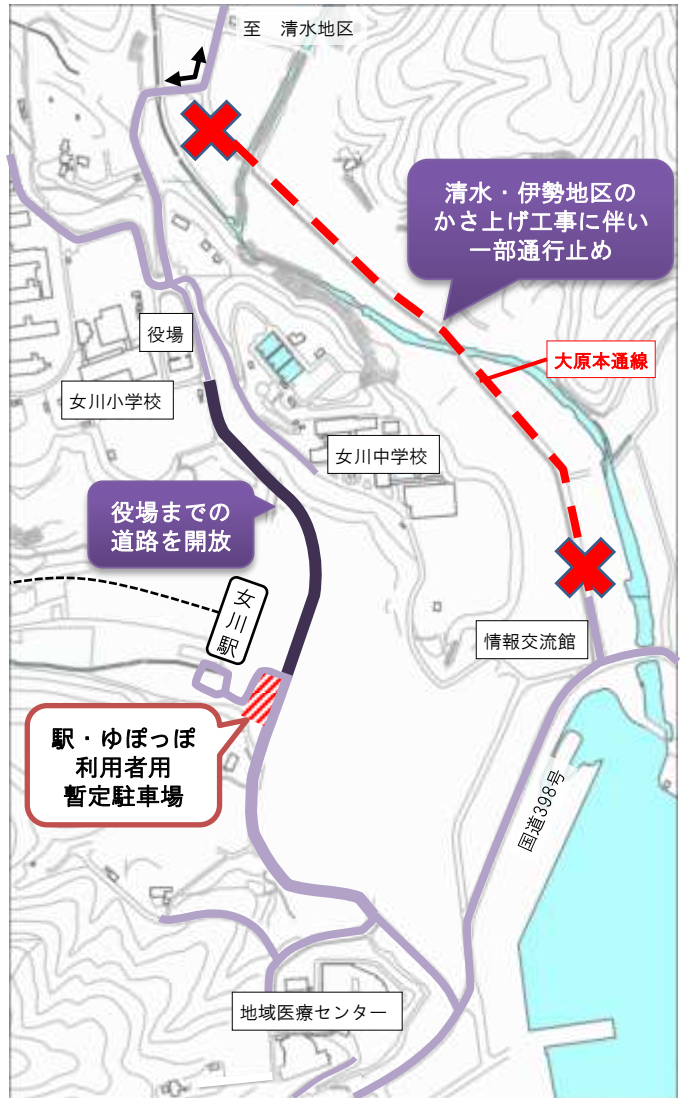 至　清水地区
清水・伊勢地区の
かさ上げ工事に伴い
一部通行止め
役場
大原本通線
女川小学校
女川中学校
役場までの
道路を開放
女川駅
情報交流館
駅・ゆぽっぽ
利用者用
暫定駐車場
国道398号
地域医療センター